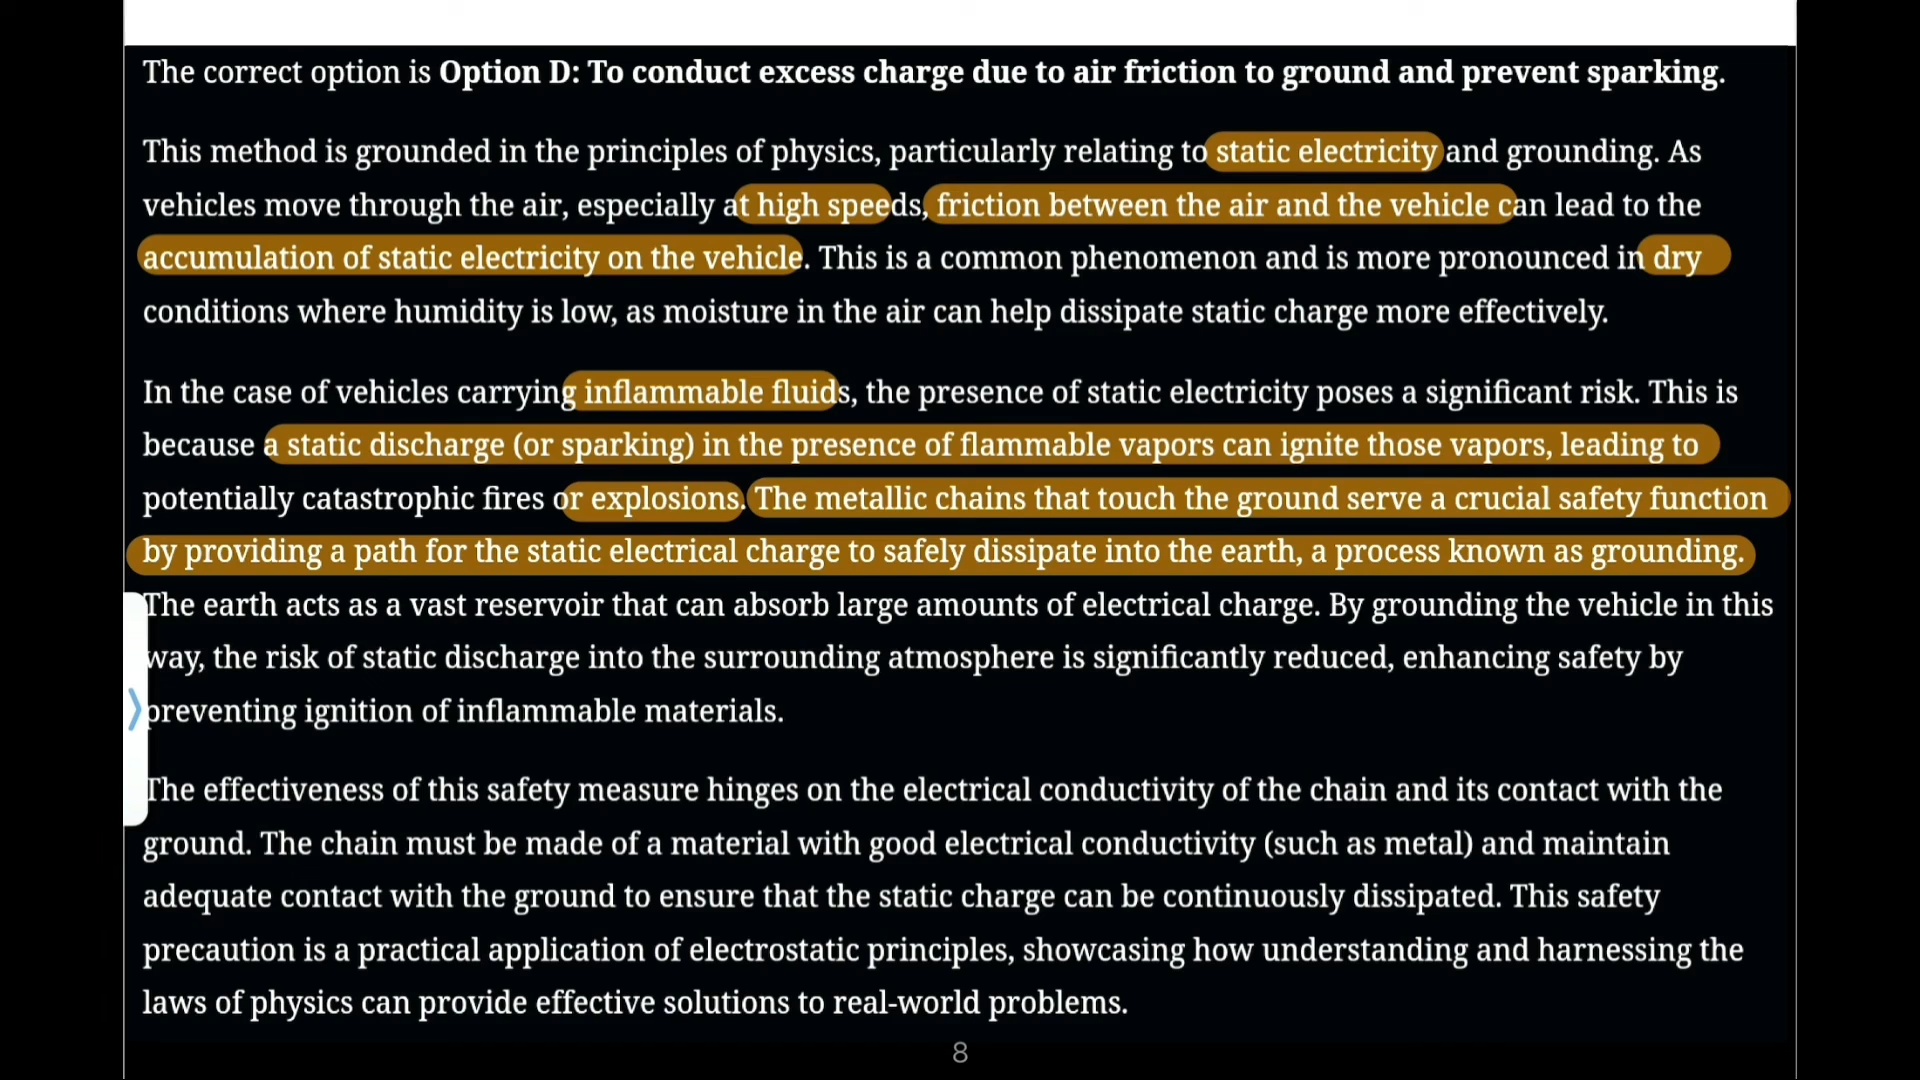 The correct option is Option D: To conduct excess charge due to air friction to ground and prevent sparking.
This method is grounded in the principles of physics, particularly relating to static electricity and grounding. As
vehicles move through the air, especially at high speeds, friction between the air and the vehicle can lead to the
accumulation of static electricity on the vehicle. This is a common phenomenon and is more pronounced in dry
conditions where humidity is low, as moisture in the air can help dissipate static charge more effectively.
In the case of vehicles carrying inflammable fluids, the presence of static electricity poses a significant risk. This is
because a static discharge (or sparking) in the presence of flammable vapors can ignite those vapors, leading to
potentially catastrophic fires or explosions. The metallic chains that touch the ground serve a crucial safety function
by providing a path for the static electrical charge to safely dissipate into the earth, a process known as grounding.
The earth acts as a vast reservoir that can absorb large amounts of electrical charge. By grounding the vehicle in this
way, the risk of static discharge into the surrounding atmosphere is significantly reduced, enhancing safety by
preventing ignition of inflammable materials.
The effectiveness of this safety measure hinges on the electrical conductivity of the chain and its contact with the
ground. The chain must be made of a material with good electrical conductivity (such as metal) and maintain
adequate contact with the ground to ensure that the static charge can be continuously dissipated. This safety
precaution is a practical application of electrostatic principles, showcasing how understanding and harnessing the
laws of physics can provide effective solutions to real-world problems.
8